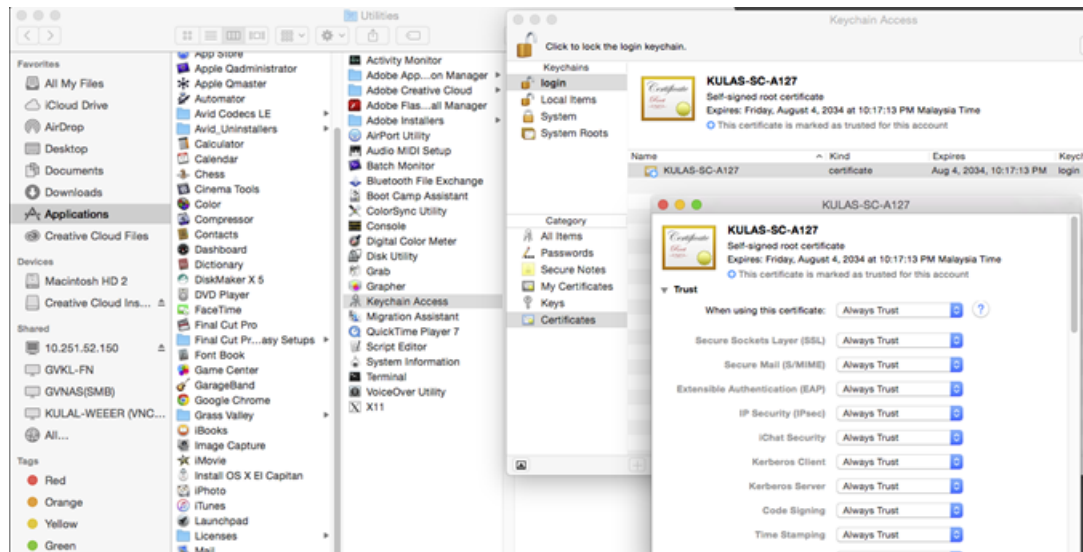 Utilities
Favorites
All My Files
iCloud Drive
AirDrop
Desktop
Documents
Downloads
Applications
Creative Cloud Files
Devices
Macintosh HD 2
Creative Cloud Ins...
Shared
10.251.52.150
GVKL-FN
GVNAS(SMB)
KULAL-WEEER (VNC...
All...
Tags
Red
Orange
Yellow
Green
App Store
Apple Qadministrator
Apple Qmaster
Automator
Avid Codecs LE
Avid_Uninstallers
Calculator
Calendar
Chess
Cinema Tools
Color
Compressor
Contacts
Dashboard
Dictionary
DiskMaker X 5
DVD Player
FaceTime
Final Cut Pro
Final Cut Pr...asy Setups
Font Book
Game Center
GarageBand
Google Chrome
Grass Valley
iBooks
Image Capture
iMovie
Install OS X El Capitan
iPhoto
iTunes
Launchpad
Licenses
Mail
Activity Monitor
Adobe App...on Manager
Adobe Creative Cloud
Adobe Flas...all Manager
Adobe Installers
AirPort Utility
Audio MIDI Setup
Batch Monitor
Bluetooth File Exchange
Boot Camp Assistant
ColorSync Utility
Console
Digital Color Meter
Disk Utility
Grab
Grapher
Keychain Access
Migration Assistant
QuickTime Player 7
Script Editor
System Information
Terminal
VoiceOver Utility
X11
Keychain Access
Click to lock the login keychain.
Keychains
login
Local Items
System
System Roots
Category
All Items
Passwords
Secure Notes
My Certificates
Keys
Certificates
Certificate
Root
KULAS-SC-A127
Self-signed root certificate
Expires: Friday, August 4, 2034 at 10:17:13 PM Malaysia Time
This certificate is marked as trusted for this account
Name Kind Expires Keych
KULAS-SC-A127 certificate Aug 4, 2034, 10:17:13 PM login
KULAS-SC-A127
Certificate
Root
KULAS-SC-A127
Self-signed root certificate
Expires: Friday, August 4, 2034 at 10:17:13 PM Malaysia Time
This certificate is marked as trusted for this account
Trust
When using this certificate: Always Trust ?
Secure Sockets Layer (SSL) Always Trust
Secure Mail (S/MIME) Always Trust
Extensible Authentication (EAP) Always Trust
IP Security (IPsec) Always Trust
iChat Security Always Trust
Kerberos Client Always Trust
Kerberos Server Always Trust
Code Signing Always Trust
Time Stamping Always Trust